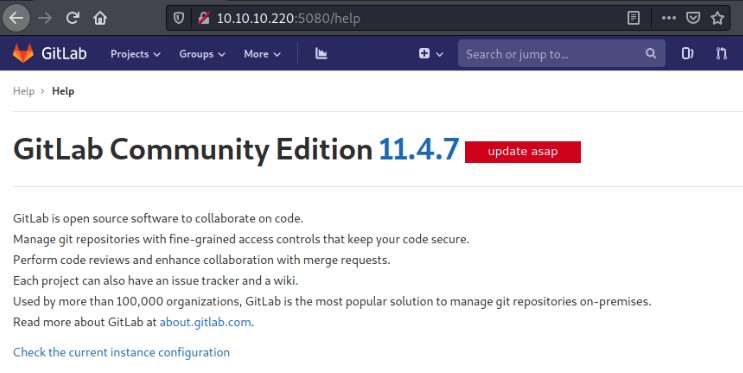 10.10.10.220:5080/help
GitLab Projects Groups More Search or jump to...
Help > Help
GitLab Community Edition 11.4.7 update asap
GitLab is open source software to collaborate on code.
Manage git repositories with fine-grained access controls that keep your code secure.
Perform code reviews and enhance collaboration with merge requests.
Each project can also have an issue tracker and a wiki.
Used by more than 100,000 organizations, GitLab is the most popular solution to manage git repositories on-premises.
Read more about GitLab at about.gitlab.com.
Check the current instance configuration